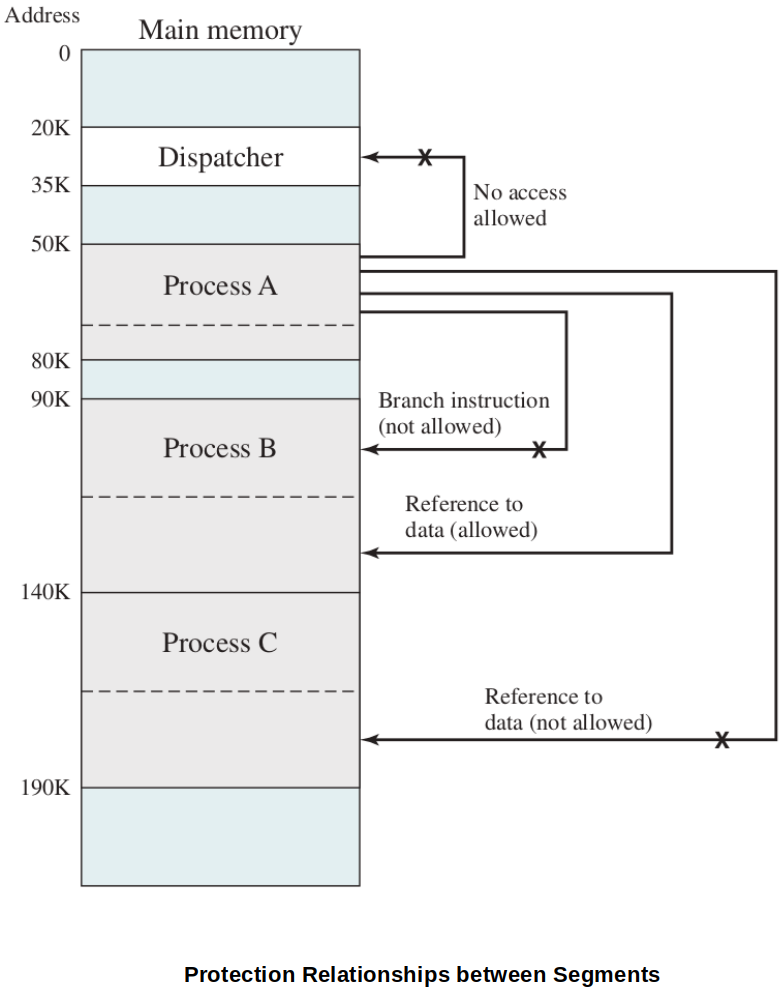 Address
Main memory
0
20K
Dispatcher
35K
No access
allowed
50K
Process A
80K
90K
Branch instruction
(not allowed)
Process B
Reference to
data (allowed)
140K
Process C
Reference to
data (not allowed)
190K
Protection Relationships between Segments